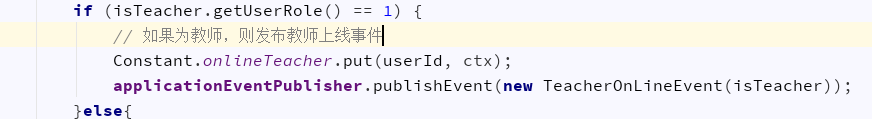 if (isTeacher.getUserRole() == 1) {
// 如果为教师，则发布教师上线事件
Constant.onlineTeacher.put(userId, ctx);
applicationEventPublisher.publishEvent(new TeacherOnLineEvent(isTeacher));
}else{